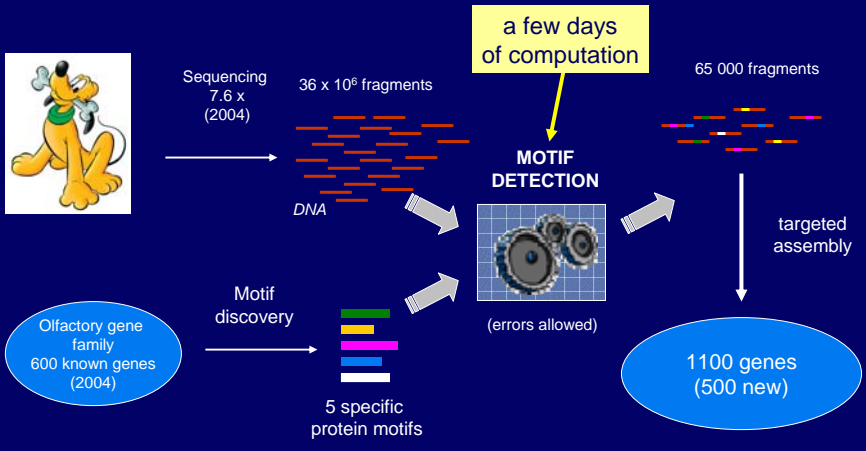 a few days
of computation
Sequencing
7.6 x
(2004)
36 x 10⁶ fragments
65 000 fragments
MOTIF
DETECTION
DNA
targeted
assembly
Motif
discovery
(errors allowed)
Olfactory gene
family
600 known genes
(2004)
1100 genes
(500 new)
5 specific
protein motifs